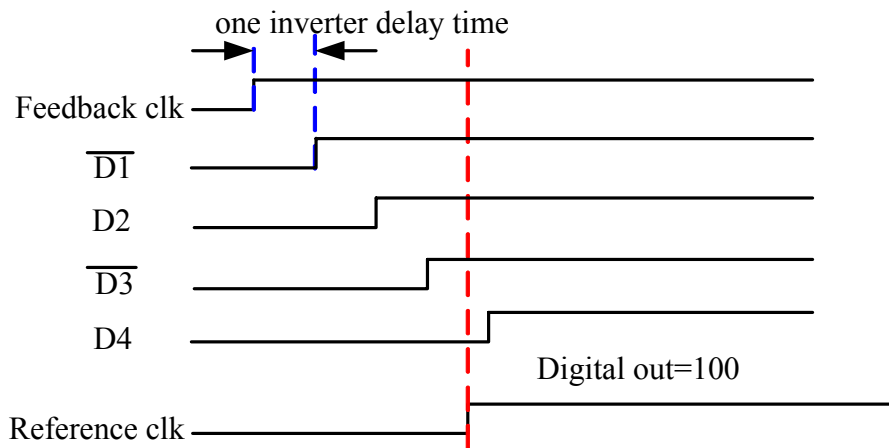 one inverter delay time
Feedback clk
D1
D2
D3
D4
Digital out=100
Reference clk